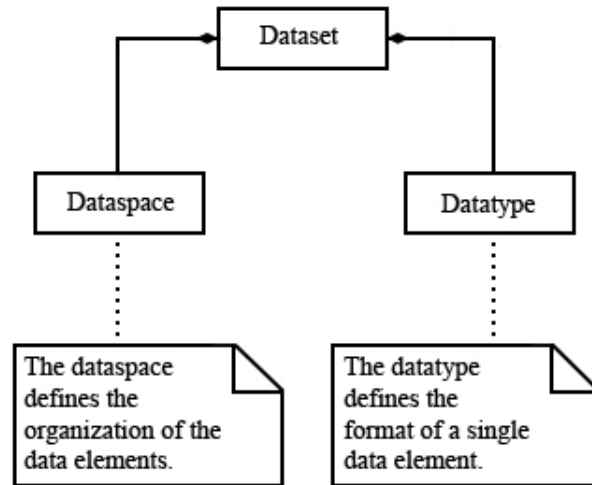 Dataset
Dataspace
Datatype
The dataspace
defines the
organization of the
data elements.
The datatype
defines the
format of a single
data element.